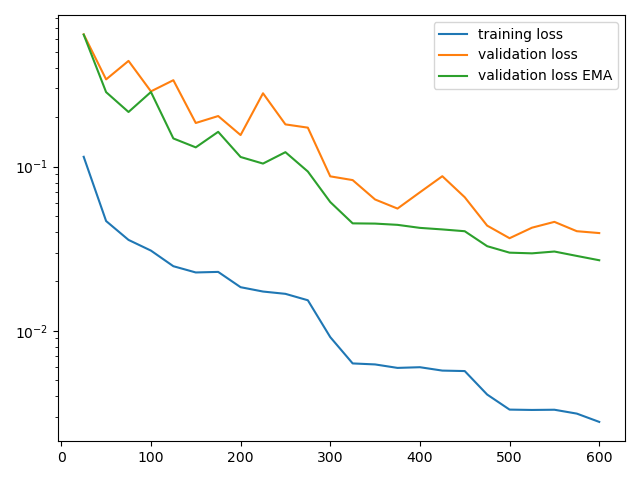 training loss
validation loss
validation loss EMA
10⁻¹
10⁻²
0 100 200 300 400 500 600